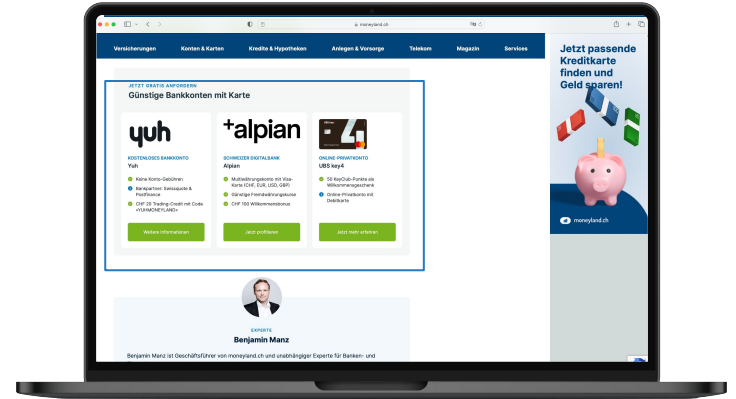 moneyland.ch
Versicherungen
Konten & Karten
Kredite & Hypotheken
Anlegen & Vorsorge
Telekom
Magazin
Services
JETZT GRATIS ANFORDERN
Günstige Bankkonten mit Karte
yuh
KOSTENLOSES BANKKONTO
Yuh
Keine Konto-Gebühren
Bankpartner: Swissquote &
Postfinance
CHF 20 Trading-Credit mit Code
«YUHMONEYLAND»
Weitere Informationen
+alpian
SCHWEIZER DIGITALBANK
Alpian
Multiwährungskonto mit Visa-
Karte (CHF, EUR, USD, GBP)
Günstige Fremdwährungskurse
CHF 100 Willkommensbonus
Jetzt profitieren
ONLINE-PRIVATKONTO
UBS key4
50 KeyClub-Punkte als
Willkommensgeschenk
Online-Privatkonto mit
Debitkarte
Jetzt mehr erfahren
EXPERTE
Benjamin Manz
Benjamin Manz ist Geschäftsführer von moneyland.ch und unabhängiger Experte für Banken- und
Jetzt passende
Kreditkarte
finden und
Geld sparen!
moneyland.ch